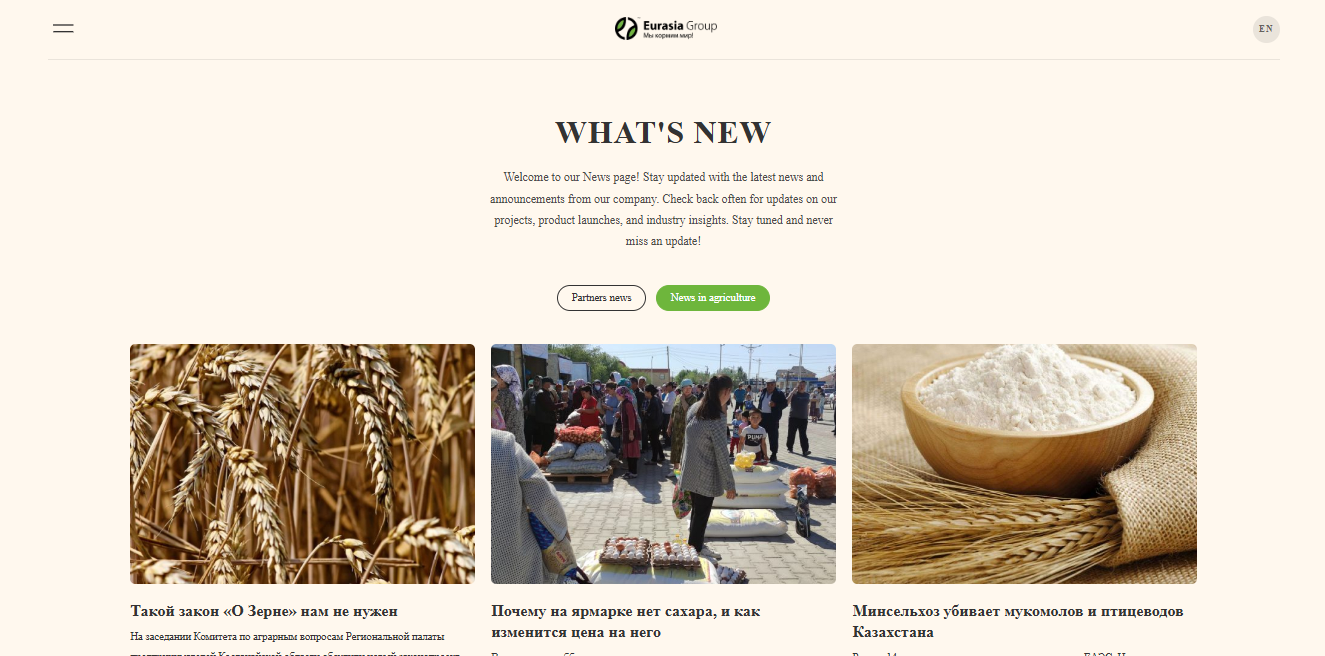 Eurasia Group
Мы кормим мир!
EN
WHAT'S NEW
Welcome to our News page! Stay updated with the latest news and
announcements from our company. Check back often for updates on our
projects, product launches, and industry insights. Stay tuned and never
miss an update!
Partners news
News in agriculture
PUMA
Такой закон «О Зерне» нам не нужен
На заседании Комитета по аграрным вопросам Региональной палаты
Почему на ярмарке нет сахара, и как
изменится цена на него
Минсельхоз убивает мукомолов и птицеводов
Казахстана